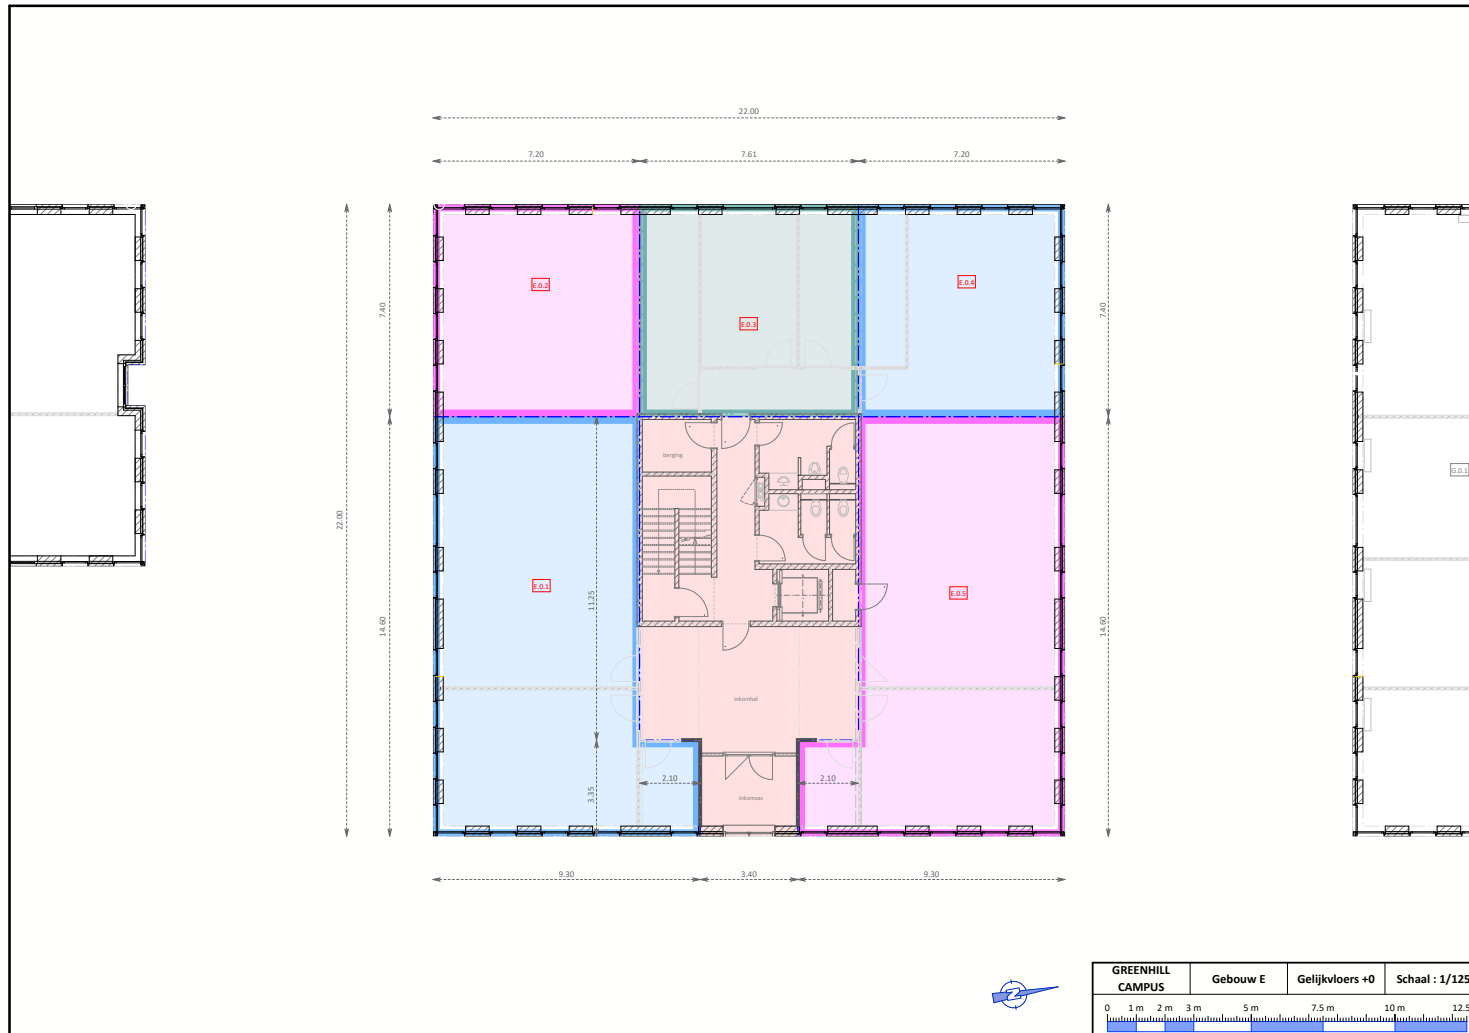 22.00
7.20 7.61 7.20
E.0.2
E.0.4
E.0.3
7.40
7.40
berging
G.0.1
22.00
E.0.1
E.0.5
11.25
14.60
14.60
inkomhal
2.10
2.10
3.35
inkomsas
9.30 3.40 9.30
GREENHILL CAMPUS
Gebouw E
Gelijkvloers +0
Schaal : 1/125
0 1 m 2 m 3 m 5 m 7.5 m 10 m 12.5